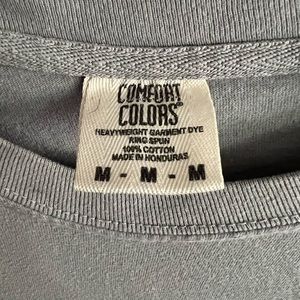 COMFORT
COLORS®
HEAVYWEIGHT GARMENT DYE
RING SPUN
100% COTTON
MADE IN HONDURAS
M - M - M